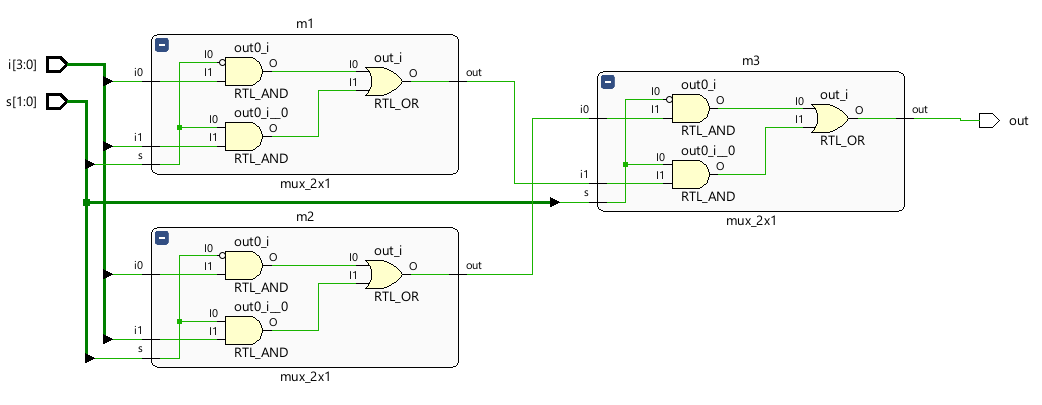 i[3:0]
s[1:0]
m1
i0
i1
s
out0_i
I0
I1
O
RTL_AND
out0_i__0
I0
I1
O
RTL_AND
out_i
I0
I1
O
RTL_OR
out
mux_2x1
m2
i0
i1
s
out0_i
I0
I1
O
RTL_AND
out0_i__0
I0
I1
O
RTL_AND
out_i
I0
I1
O
RTL_OR
out
mux_2x1
m3
i0
i1
s
out0_i
I0
I1
O
RTL_AND
out0_i__0
I0
I1
O
RTL_AND
out_i
I0
I1
O
RTL_OR
out
mux_2x1
out